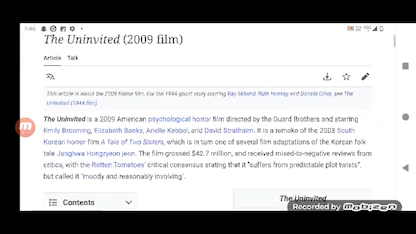 7:46
The Uninvited (2009 film)
Article Talk
This article is about the 2009 horror film. For the 1944 ghost story starring Ray Milland, Ruth Hussey and Donald Crisp, see The
Uninvited (1944 film).
The Uninvited is a 2009 American psychological horror film directed by the Guard Brothers and starring
Emily Browning, Elizabeth Banks, Arielle Kebbel, and David Strathairn. It is a remake of the 2003 South
Korean horror film A Tale of Two Sisters, which is in turn one of several film adaptations of the Korean folk
tale Janghwa Hongryeon jeon. The film grossed $42.7 million, and received mixed-to-negative reviews from
critics, with the Rotten Tomatoes' critical consensus stating that it "suffers from predictable plot twists",
but called it "moody and reasonably involving".
Contents
The Uninvited
Recorded by Mobizen